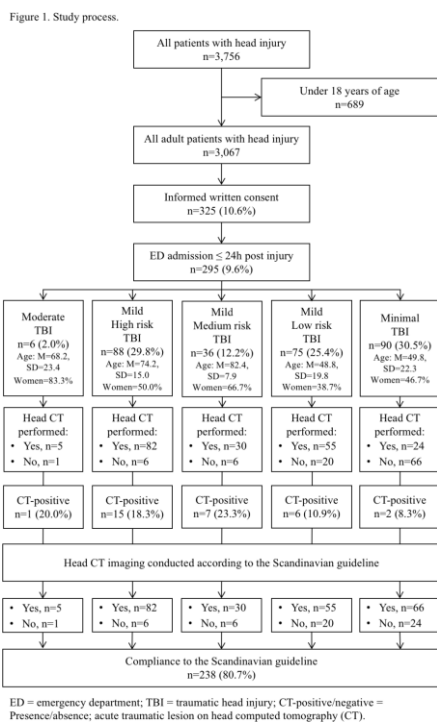 Figure 1. Study process.
All patients with head injury
n=3,756
Under 18 years of age
n=689
All adult patients with head injury
n=3,067
Informed written consent
n=325 (10.6%)
ED admission ≤ 24h post injury
n=295 (9.6%)
Moderate
TBI
n=6 (2.0%)
Age: M=68.2,
SD=23.4
Women=83.3%
Mild
High risk
TBI
n=88 (29.8%)
Age: M=74.2,
SD=15.0
Women=50.0%
Mild
Medium risk
TBI
n=36 (12.2%)
Age: M=82.4,
SD=7.9
Women=66.7%
Mild
Low risk
TBI
n=75 (25.4%)
Age: M=48.8,
SD=19.8
Women=38.7%
Minimal
TBI
n=90 (30.5%)
Age: M=49.8,
SD=22.3
Women=46.7%
Head CT
performed:
• Yes, n=5
• No, n=1
Head CT
performed:
• Yes, n=82
• No, n=6
Head CT
performed:
• Yes, n=30
• No, n=6
Head CT
performed:
• Yes, n=55
• No, n=20
Head CT
performed:
• Yes, n=24
• No, n=66
CT-positive
n=1 (20.0%)
CT-positive
n=15 (18.3%)
CT-positive
n=7 (23.3%)
CT-positive
n=6 (10.9%)
CT-positive
n=2 (8.3%)
Head CT imaging conducted according to the Scandinavian guideline
• Yes, n=5
• No, n=1
• Yes, n=82
• No, n=6
• Yes, n=30
• No, n=6
• Yes, n=55
• No, n=20
• Yes, n=66
• No, n=24
Compliance to the Scandinavian guideline
n=238 (80.7%)
ED = emergency department; TBI = traumatic head injury; CT-positive/negative =
Presence/absence; acute traumatic lesion on head computed tomography (CT).